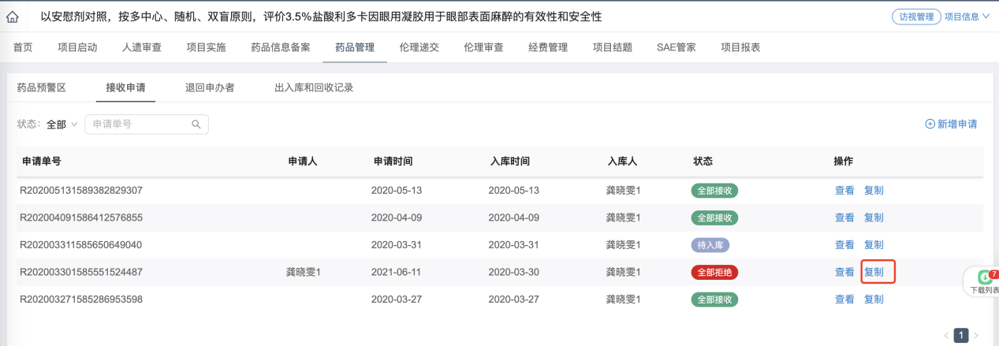 以安慰剂对照，按多中心、随机、双盲原则，评价3.5%盐酸利多卡因眼用凝胶用于眼部表面麻醉的有效性和安全性 访视管理 项目信息
首页 项目启动 人遗审查 项目实施 药品信息备案 药品管理 伦理递交 伦理审查 经费管理 项目结题 SAE管家 项目报表
药品预警区 接收申请 退回申办者 出入库和回收记录
状态: 全部 申请单号 新增申请
申请单号 申请人 申请时间 入库时间 入库人 状态 操作
R202005131589382829307 2020-05-13 2020-05-13 龚晓雯1 全部接收 查看 复制
R202004091586412576855 2020-04-09 2020-04-09 龚晓雯1 全部接收 查看 复制
R202003311585650649040 2020-03-31 2020-03-31 龚晓雯1 待入库 查看 复制
R202003301585551524487 龚晓雯1 2021-06-11 2020-03-30 龚晓雯1 全部拒绝 查看 复制
7
下载列表
R202003271585286953598 2020-03-27 2020-03-27 龚晓雯1 全部接收 查看 复制
< 1 >